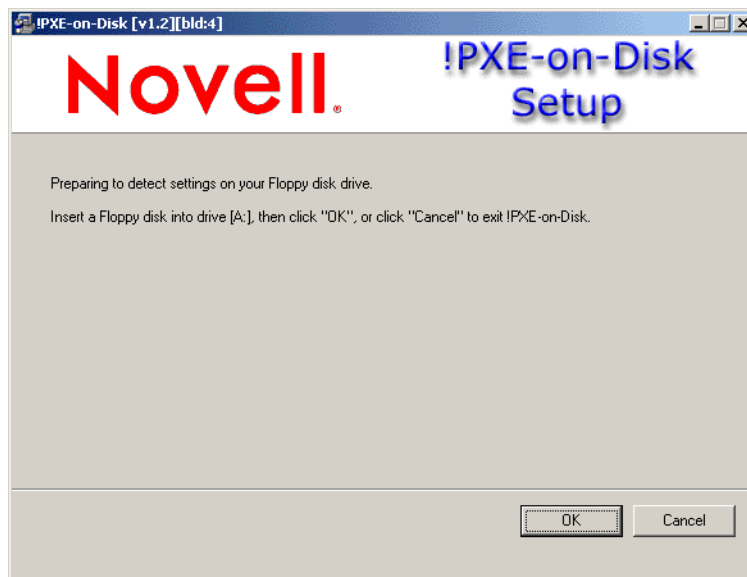 !PXE-on-Disk [v1.2][bld:4]
Novell®
!PXE-on-Disk
Setup
Preparing to detect settings on your Floppy disk drive.
Insert a Floppy disk into drive [A:], then click "OK", or click "Cancel" to exit !PXE-on-Disk.
OK
Cancel